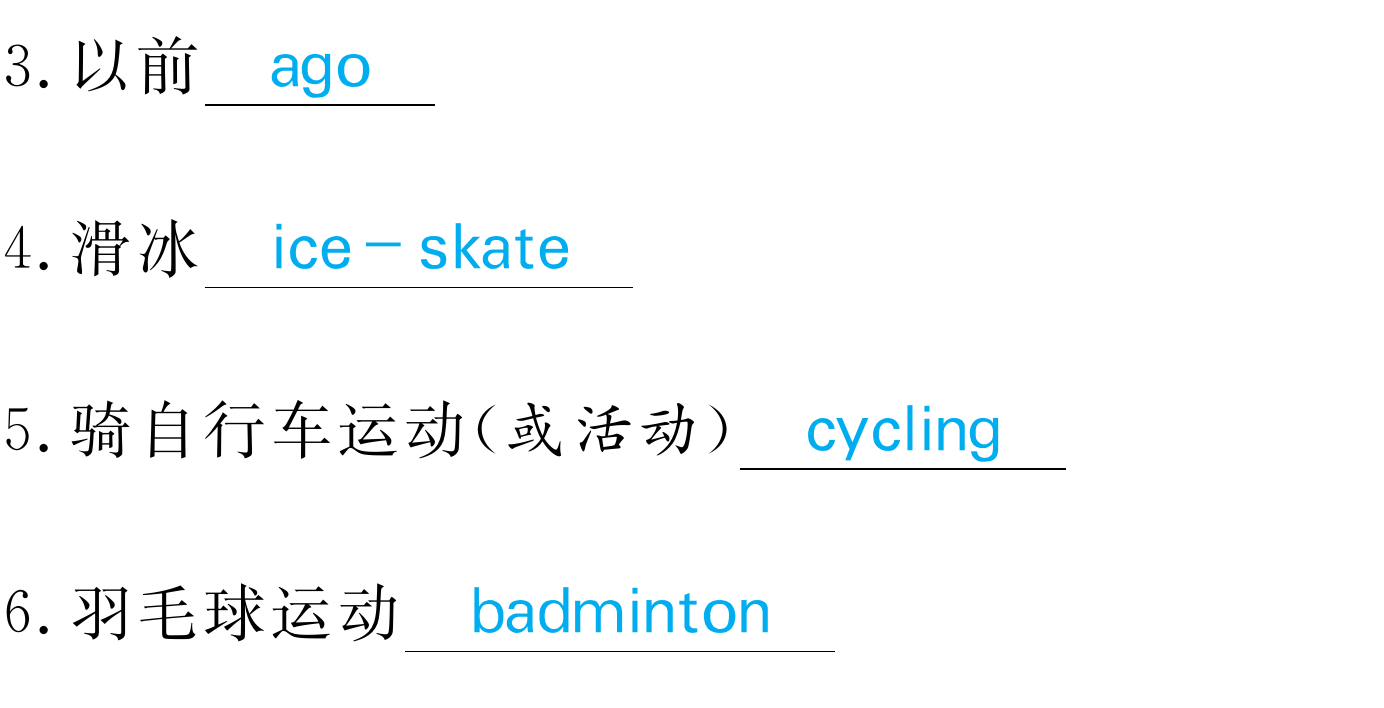 3. 以前 ago
4. 滑冰 ice-skate
5. 骑自行车运动(或活动) cycling
6. 羽毛球运动 badminton